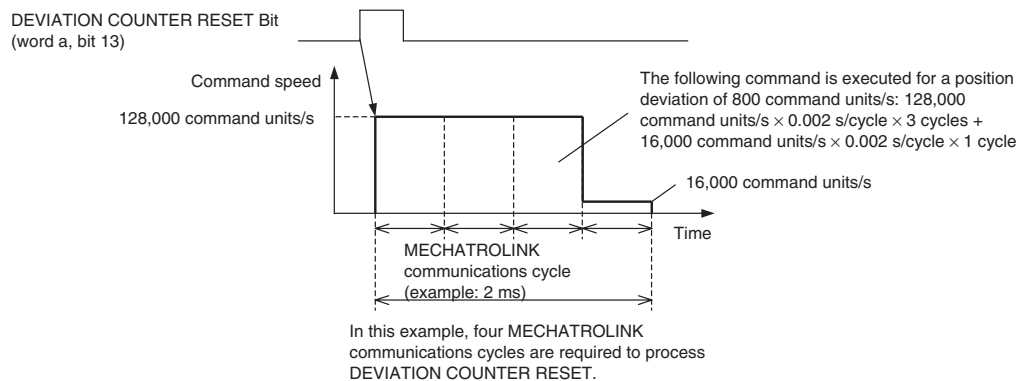 DEVIATION COUNTER RESET Bit
(word a, bit 13)
Command speed
128,000 command units/s
The following command is executed for a position
deviation of 800 command units/s: 128,000
command units/s × 0.002 s/cycle × 3 cycles +
16,000 command units/s × 0.002 s/cycle × 1 cycle
16,000 command units/s
Time
MECHATROLINK
communications cycle
(example: 2 ms)
In this example, four MECHATROLINK
communications cycles are required to process
DEVIATION COUNTER RESET.